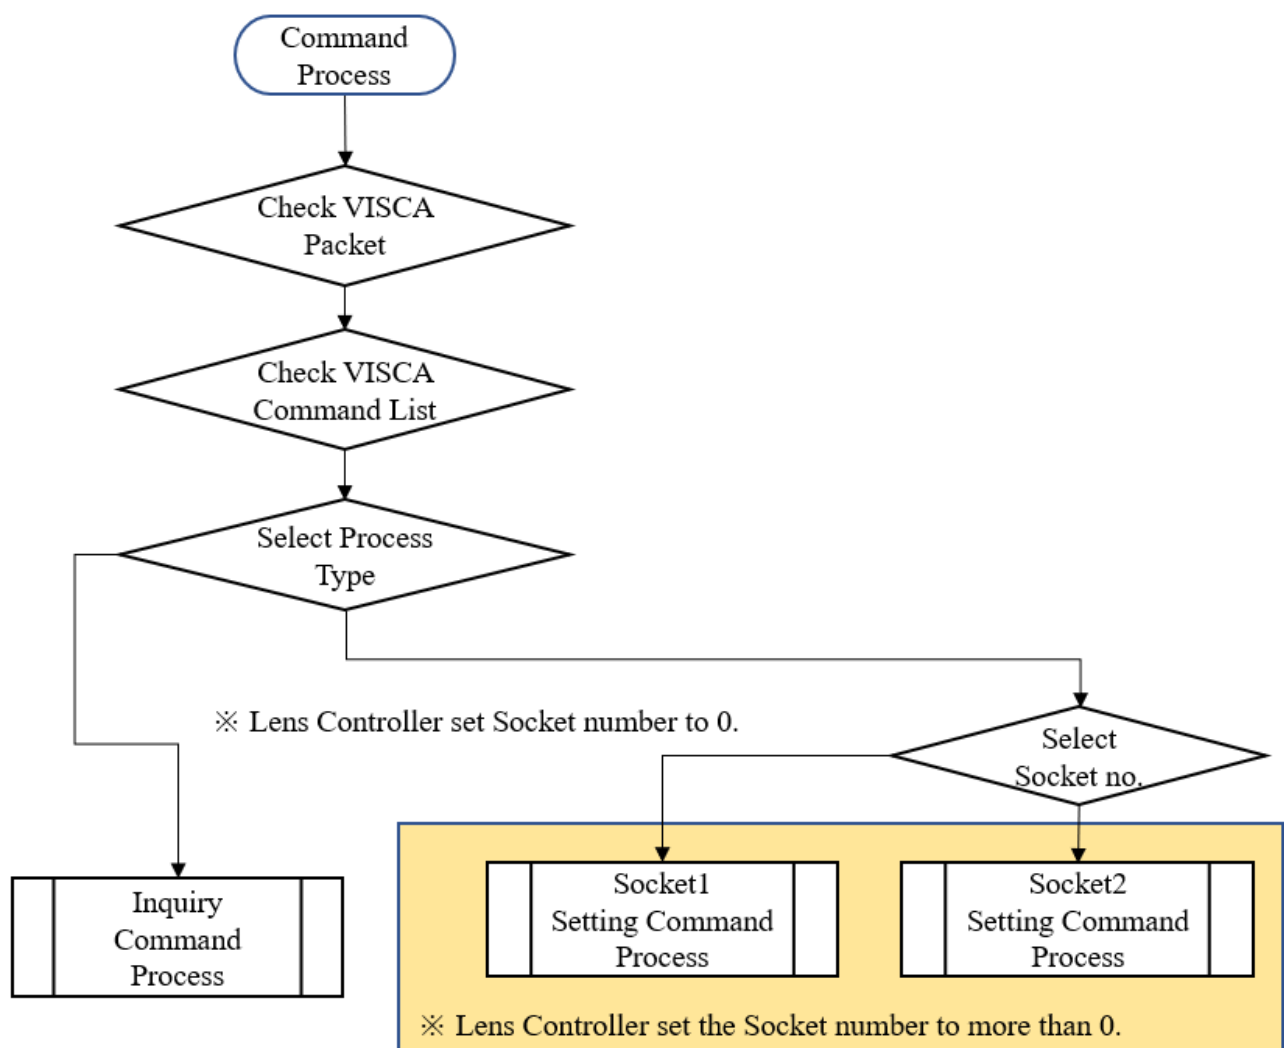 Command
Process
Check VISCA
Packet
Check VISCA
Command List
Select Process
Type
※ Lens Controller set Socket number to 0.
Select
Socket no.
Inquiry
Command
Process
Socket1
Setting Command
Process
Socket2
Setting Command
Process
※ Lens Controller set the Socket number to more than 0.